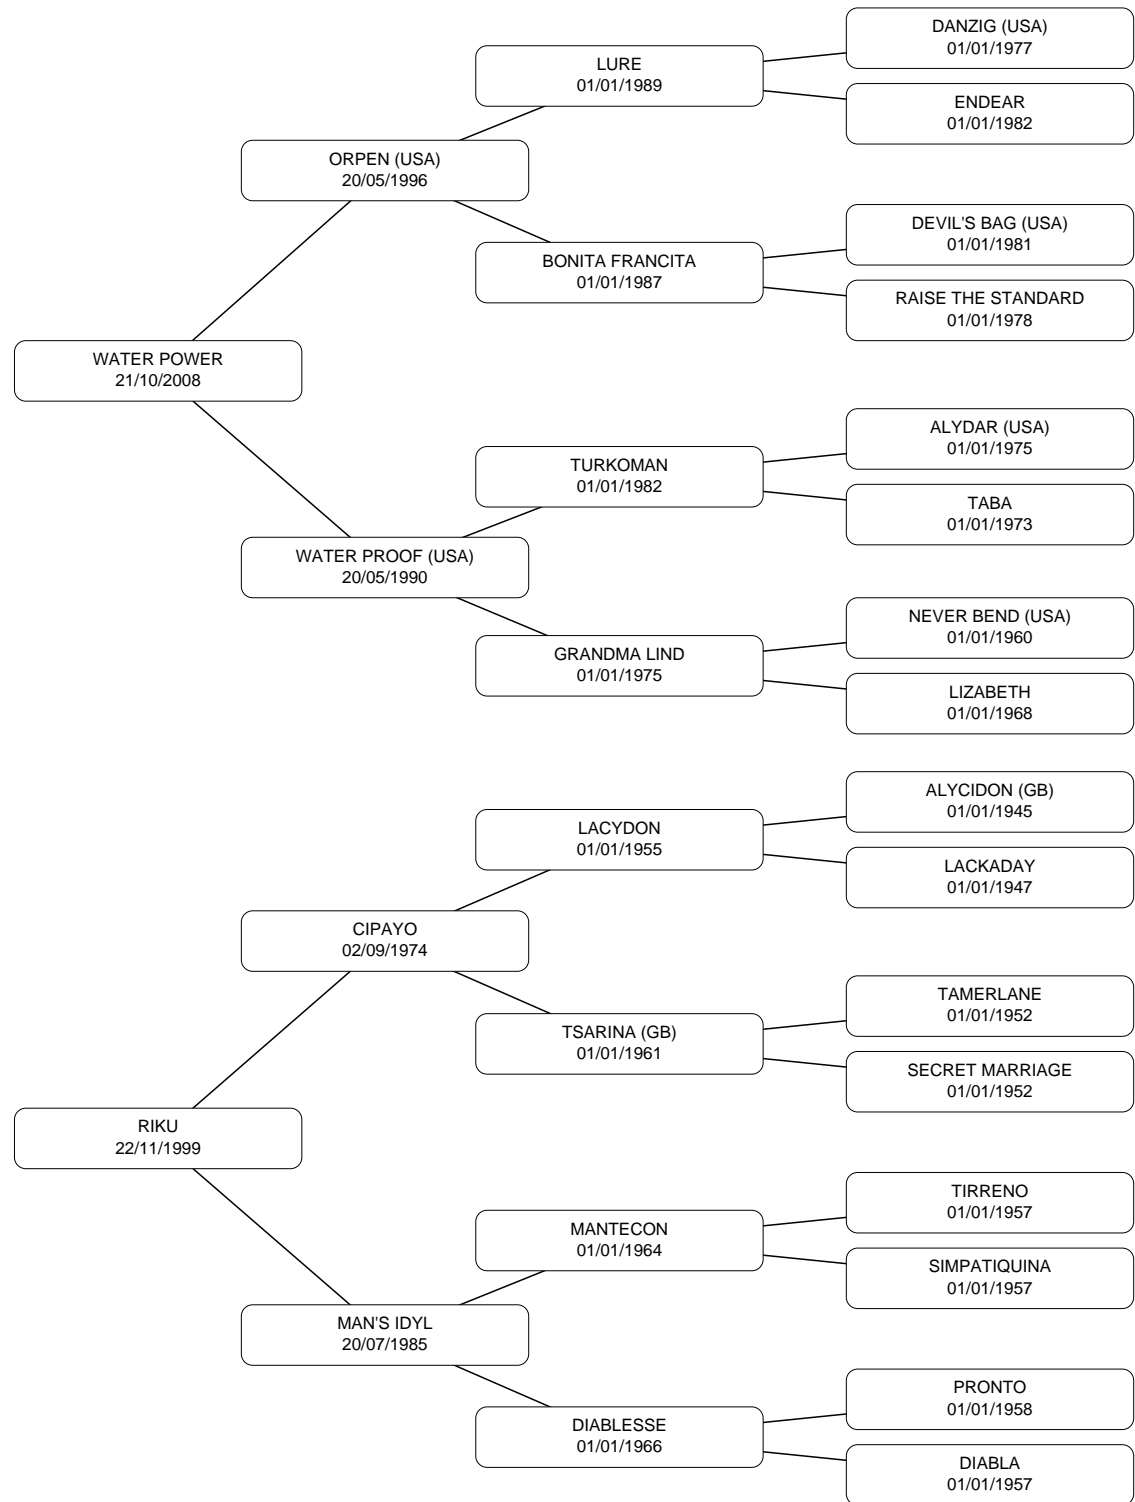 DANZIG (USA)
01/01/1977
LURE
01/01/1989
ENDEAR
01/01/1982
ORPEN (USA)
20/05/1996
DEVIL'S BAG (USA)
01/01/1981
BONITA FRANCITA
01/01/1987
RAISE THE STANDARD
01/01/1978
WATER POWER
21/10/2008
ALYDAR (USA)
01/01/1975
TURKOMAN
01/01/1982
TABA
01/01/1973
WATER PROOF (USA)
20/05/1990
NEVER BEND (USA)
01/01/1960
GRANDMA LIND
01/01/1975
LIZABETH
01/01/1968
ALYCIDON (GB)
01/01/1945
LACYDON
01/01/1955
LACKADAY
01/01/1947
CIPAYO
02/09/1974
TAMERLANE
01/01/1952
TSARINA (GB)
01/01/1961
SECRET MARRIAGE
01/01/1952
RIKU
22/11/1999
TIRRENO
01/01/1957
MANTECON
01/01/1964
SIMPATIQUINA
01/01/1957
MAN'S IDYL
20/07/1985
PRONTO
01/01/1958
DIABLESSE
01/01/1966
DIABLA
01/01/1957